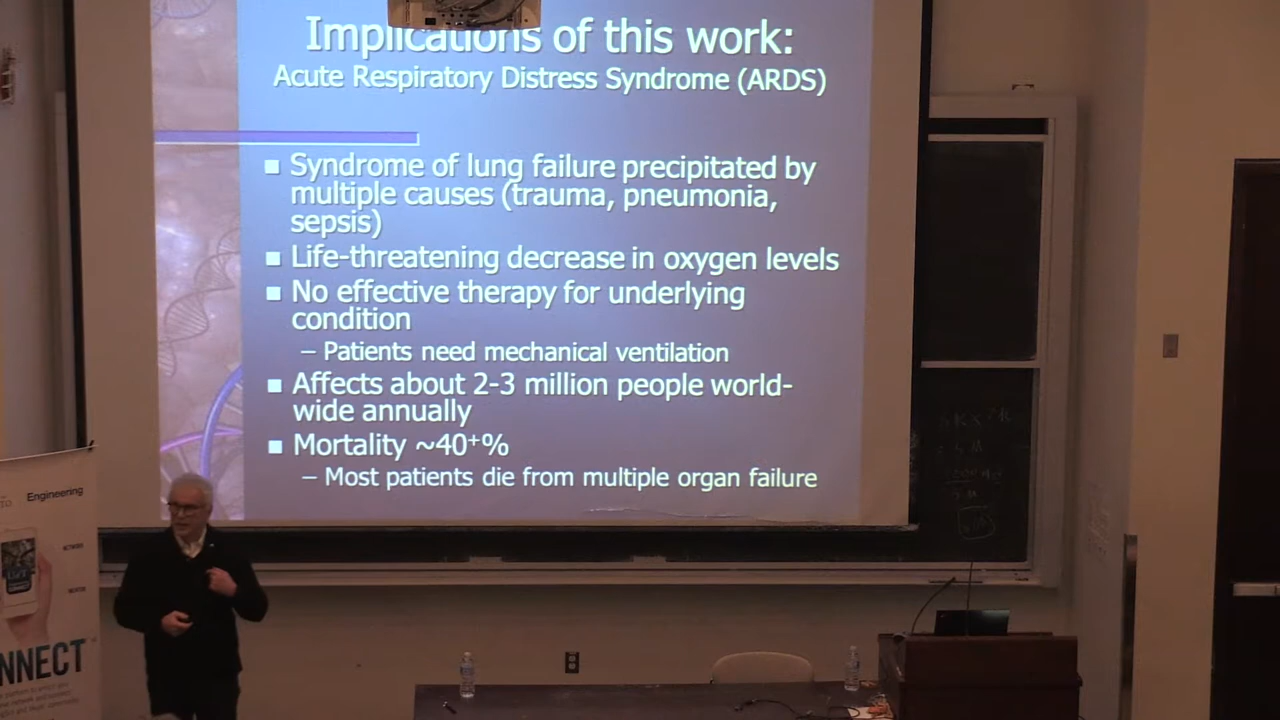 Implications of this work:
Acute Respiratory Distress Syndrome (ARDS)
■ Syndrome of lung failure precipitated by
multiple causes (trauma, pneumonia,
sepsis)
■ Life-threatening decrease in oxygen levels
■ No effective therapy for underlying
condition
– Patients need mechanical ventilation
■ Affects about 2-3 million people world-
wide annually
■ Mortality ~40⁺%
– Most patients die from multiple organ failure
Engineering
NETWORK
MENTOR
NNECT